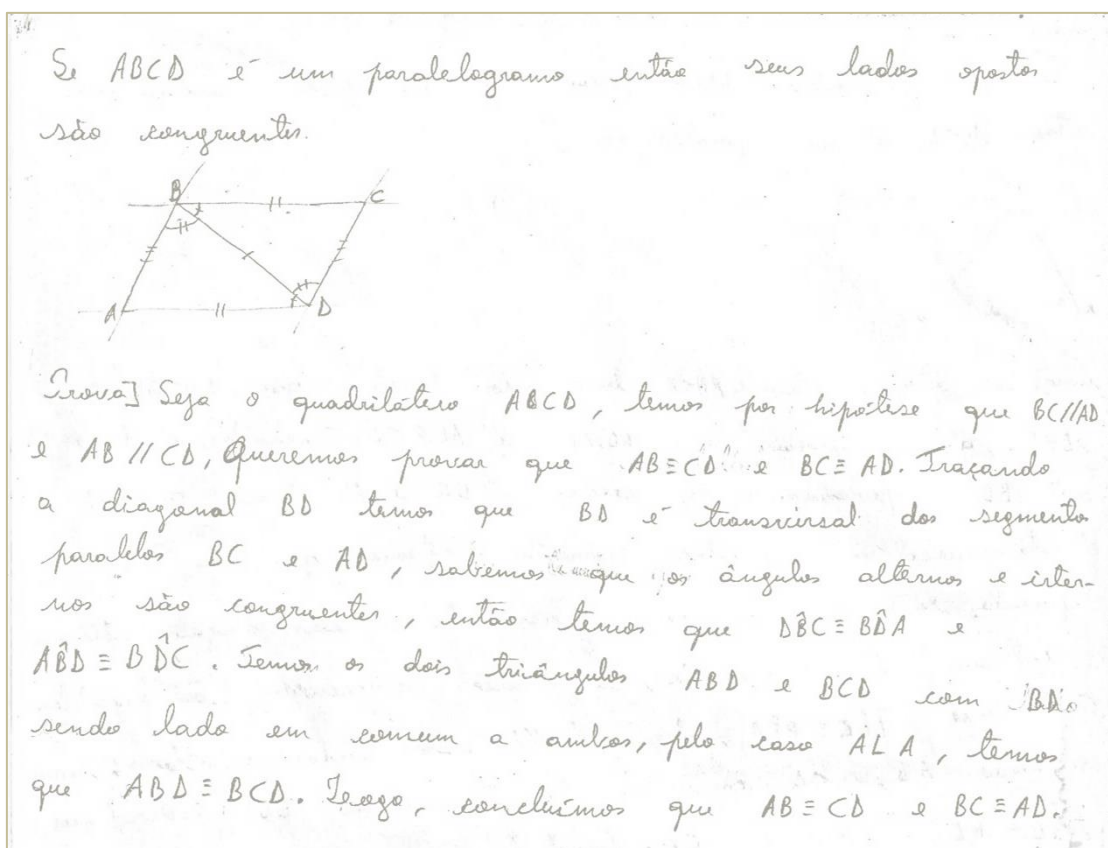 Se ABCD é um paralelogramo então seus lados opostos
são congruentes.
B
C
A
D
Prova] Seja o quadrilátero ABCD, temos por hipótese que BC//AD
e AB//CD, Queremos provar que AB≡CD e BC≡AD. Traçando
a diagonal BD temos que BD é transversal dos segmentos
paralelos BC e AD, sabemos que os ângulos alternos e inter-
nos são congruentes, então temos que DB̂C≡BD̂A e
AB̂D≡BD̂C. Temos os dois triângulos ABD e BCD com BD
sendo lado em comum a ambos, pelo caso ALA, temos
que ABD≡BCD. Logo, concluímos que AB≡CD e BC≡AD.